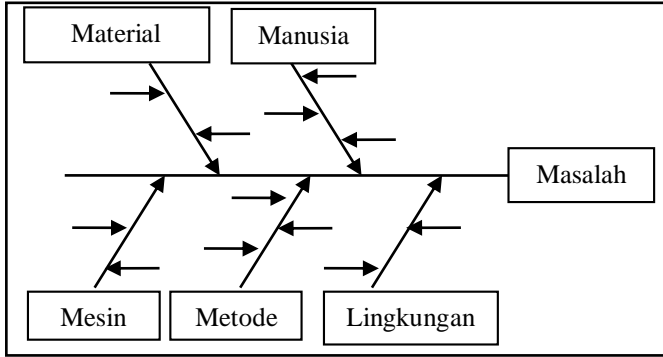 Material
Manusia
Masalah
Mesin
Metode
Lingkungan